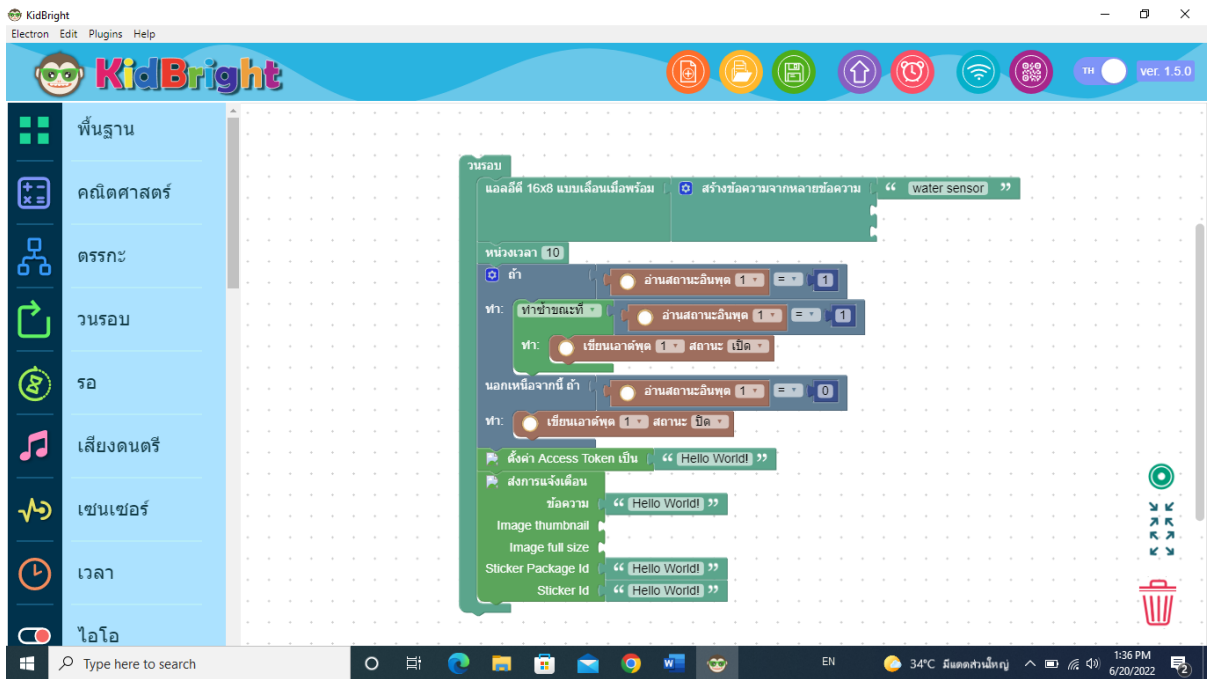 KidBright
Electron Edit Plugins Help
KidBright
TH
ver. 1.5.0
พื้นฐาน
คณิตศาสตร์
ตรรกะ
วนรอบ
รอ
เสียงดนตรี
เซนเซอร์
เวลา
ไอโอ
วนรอบ
แอลอีดี 16x8 แบบเลื่อนเมื่อพร้อม สร้างข้อความจากหลายข้อความ “ water sensor ”
หน่วงเวลา 10
ถ้า อ่านสถานะอินพุต 1 = 1
ทำ: ทำซ้ำขณะที่ อ่านสถานะอินพุต 1 = 1
ทำ: เขียนเอาต์พุต 1 สถานะ เปิด
นอกเหนือจากนี้ ถ้า อ่านสถานะอินพุต 1 = 0
ทำ: เขียนเอาต์พุต 1 สถานะ ปิด
ตั้งค่า Access Token เป็น “ Hello World! ”
ส่งการแจ้งเตือน
ข้อความ “ Hello World! ”
Image thumbnail
Image full size
Sticker Package Id “ Hello World! ”
Sticker Id “ Hello World! ”
Type here to search
EN
34°C มีแดดส่วนใหญ่
1:36 PM
6/20/2022
2